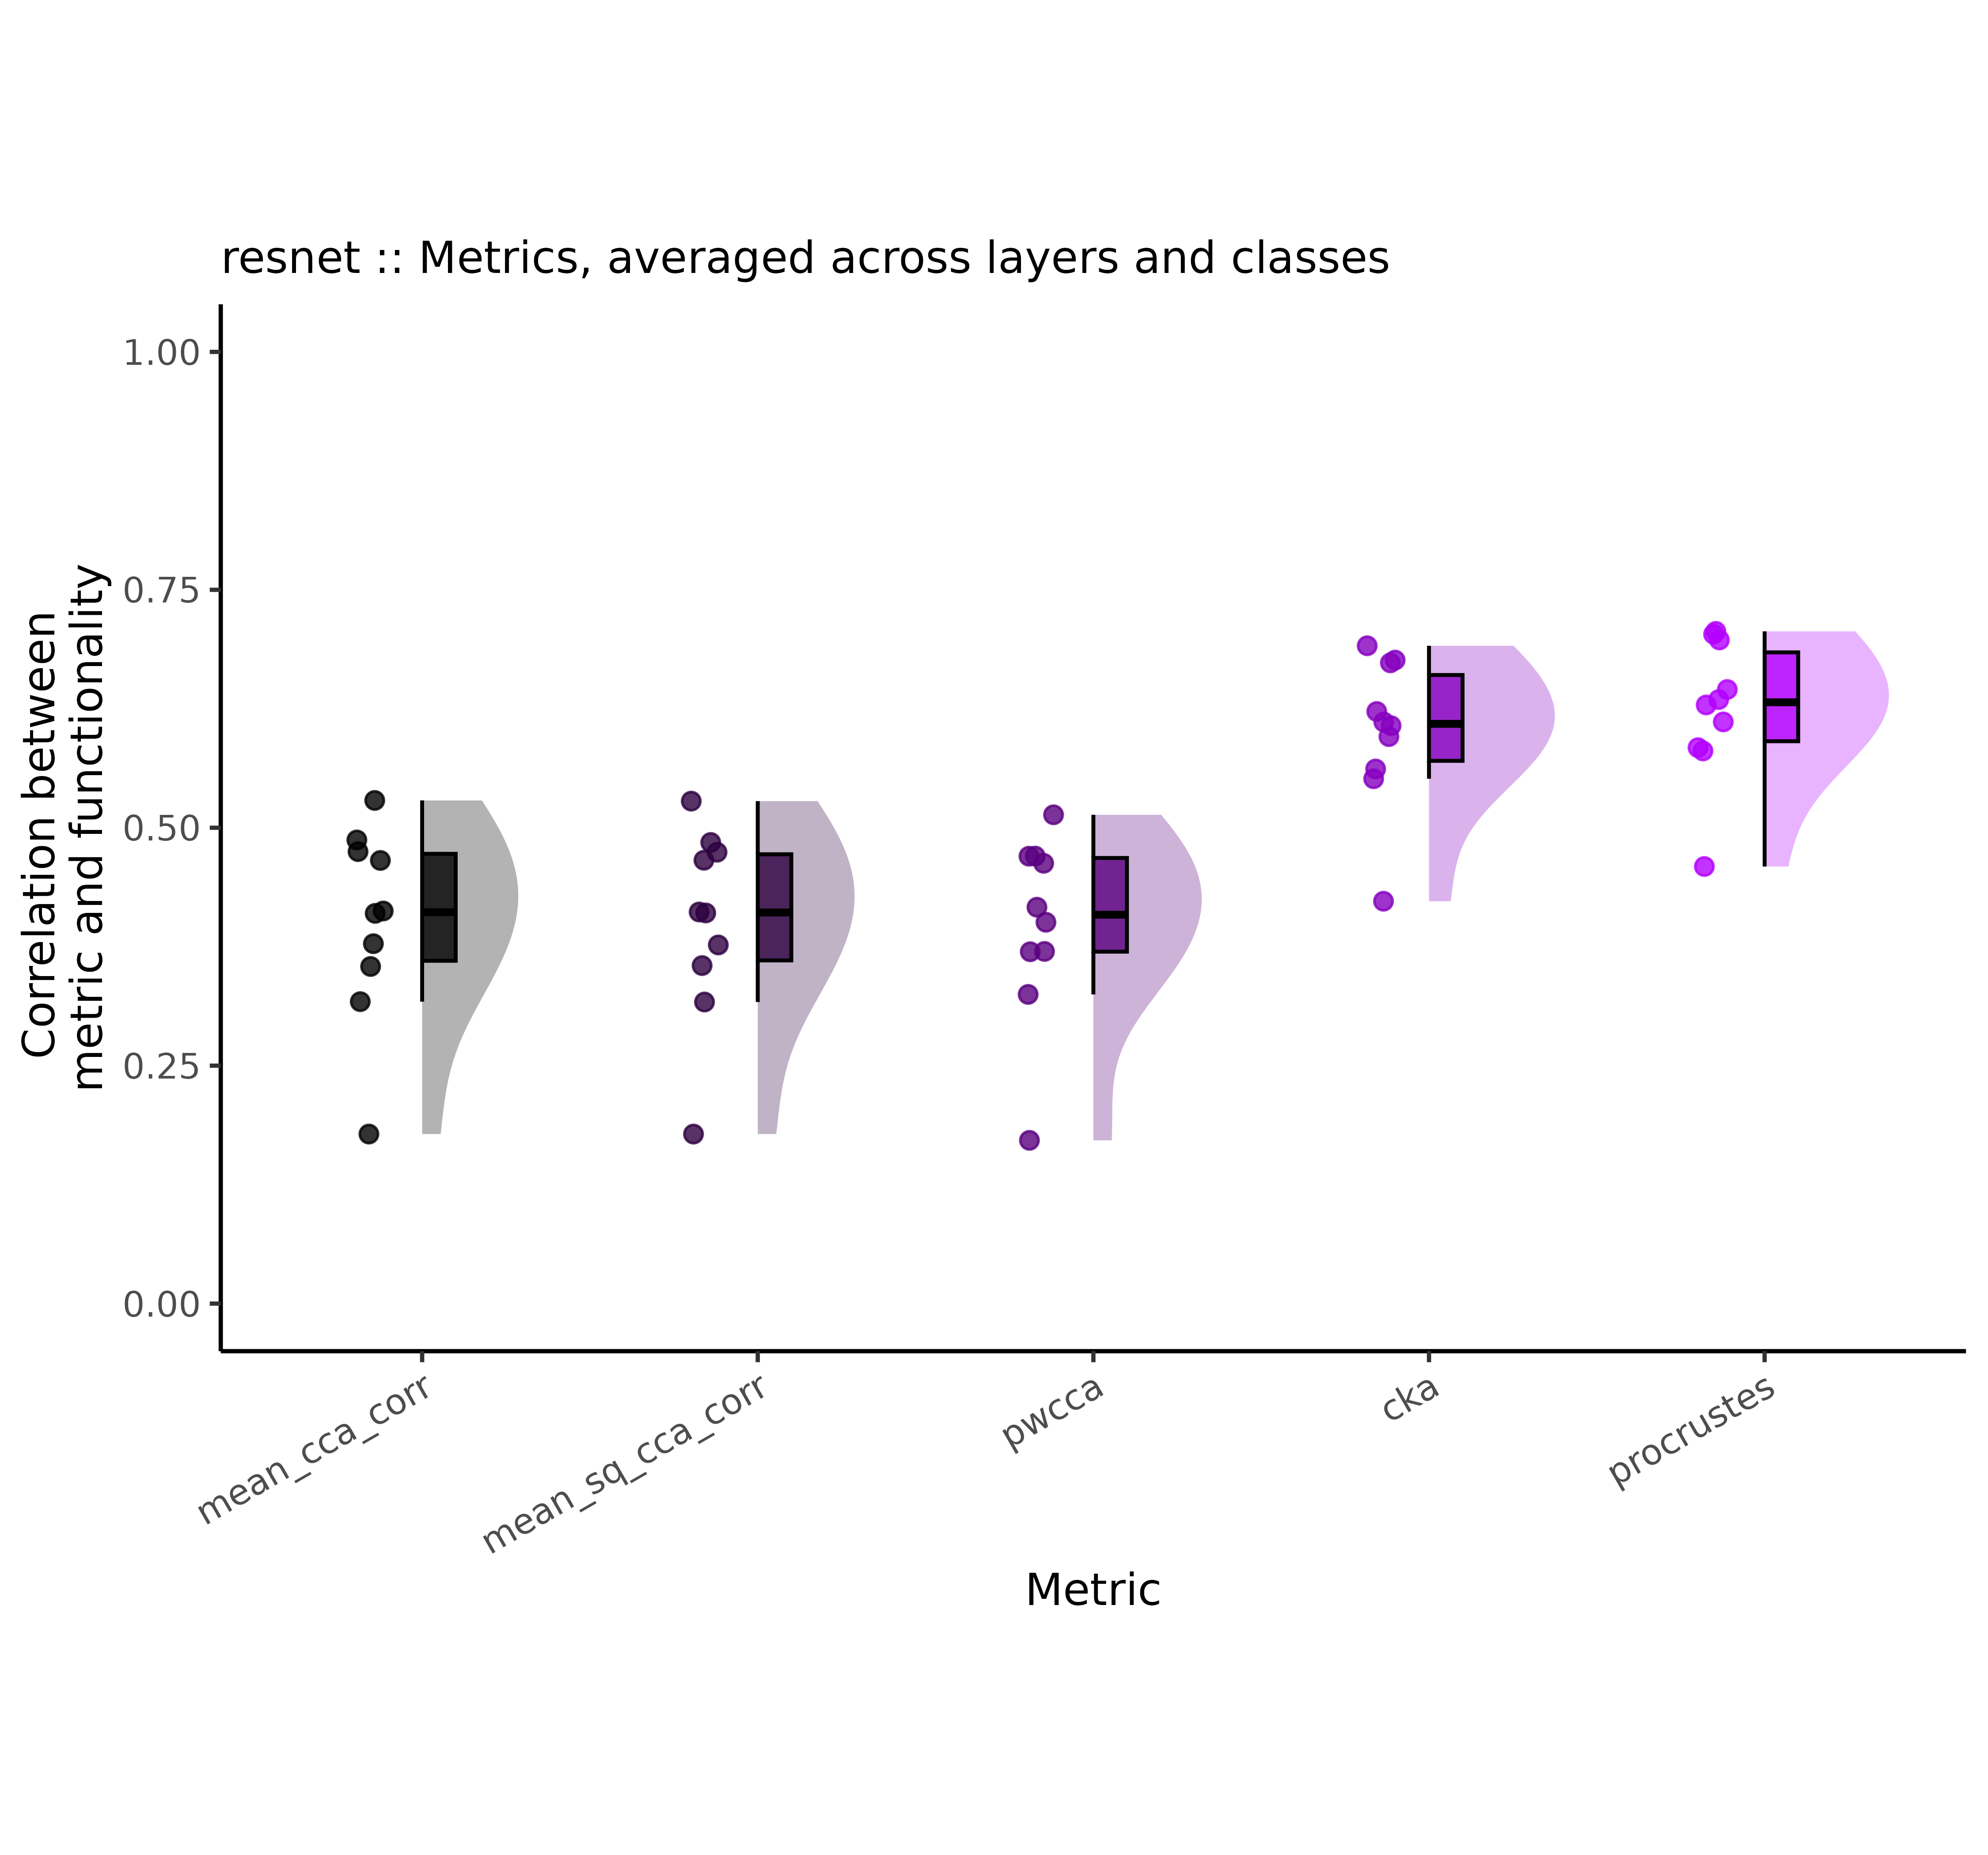 resnet :: Metrics, averaged across layers and classes
Correlation between
metric and functionality
1.00
0.75
0.50
0.25
0.00
mean_cca_corr
mean_sq_cca_corr
pwcca
cka
procrustes
Metric